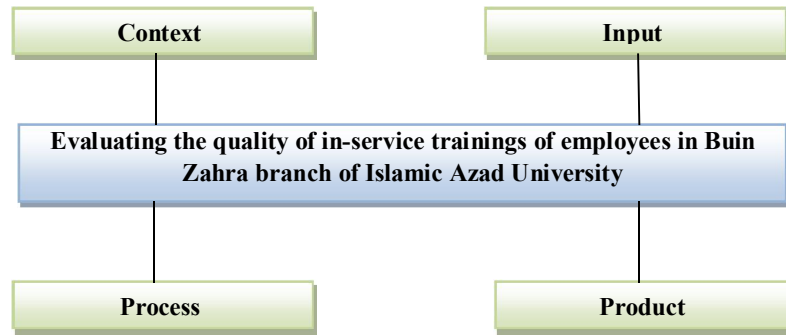 Context
Input
Evaluating the quality of in-service trainings of employees in Buin
Zahra branch of Islamic Azad University
Process
Product